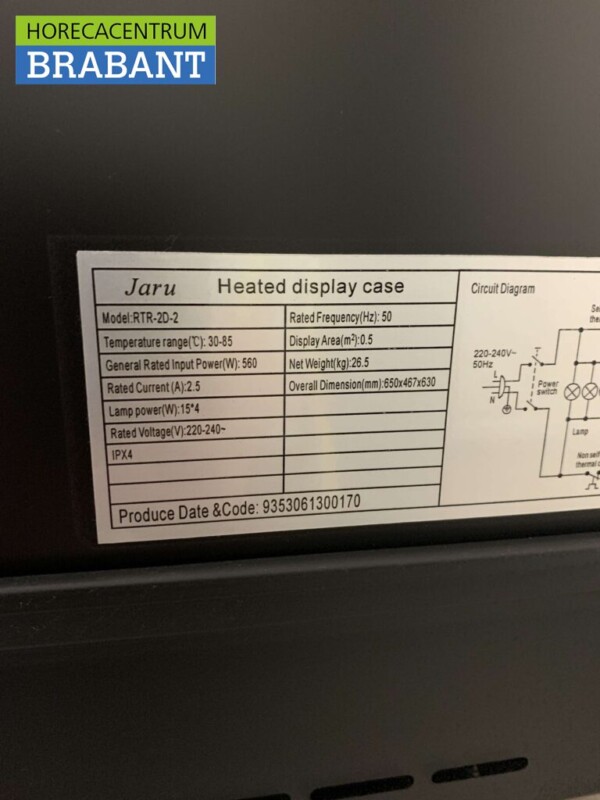 HORECACENTRUM
BRABANT
Jaru Heated display case
Model:RTR-2D-2
Rated Frequency(Hz): 50
Temperature range(℃): 30-85
Display Area(m²):0.5
General Rated Input Power(W): 560
Net Weight(kg):26.5
Rated Current (A):2.5
Overall Dimension(mm):650x467x630
Lamp power(W):15*4
Rated Voltage(V):220-240~
IPX4
Produce Date &Code: 9353061300170
Circuit Diagram
220-240V~
50Hz
L
N
Power
switch
Lamp
Non self
thermal